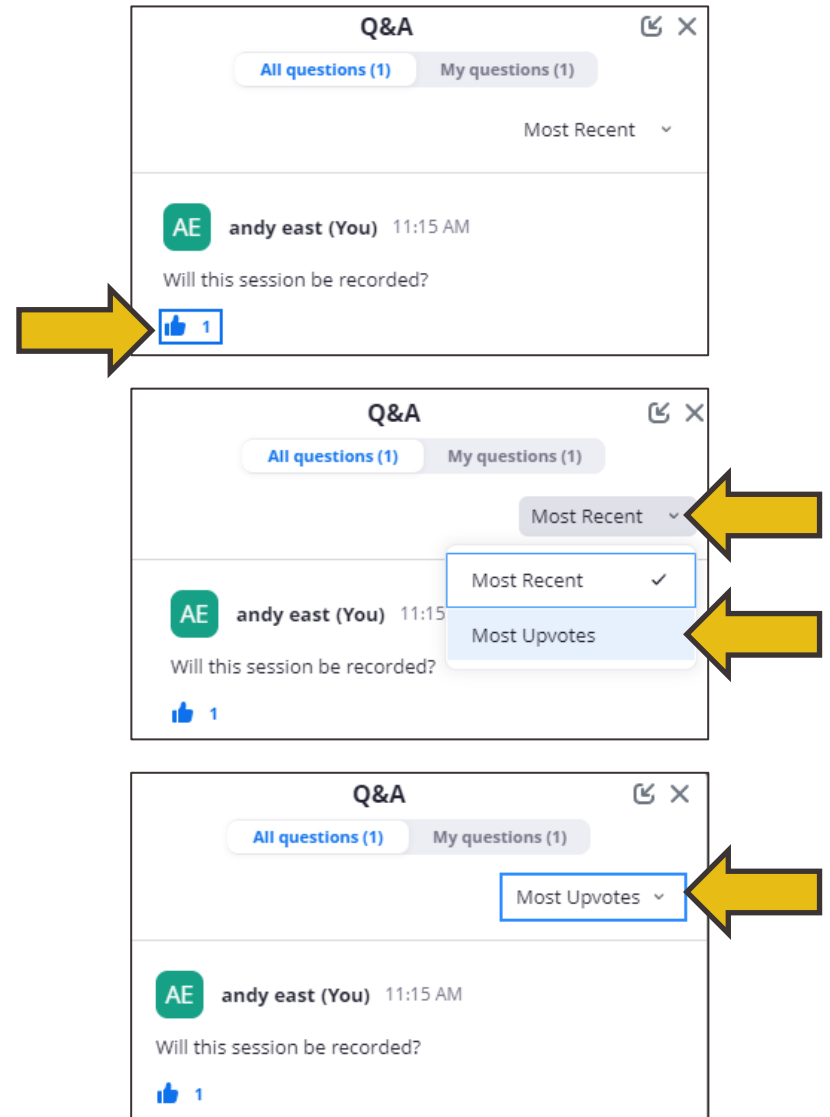 Q&A
All questions (1) My questions (1)
Most Recent
AE andy east (You) 11:15 AM
Will this session be recorded?
1
Q&A
All questions (1) My questions (1)
Most Recent
Most Recent
AE andy east (You) 11:15
Most Upvotes
Will this session be recorded?
1
Q&A
All questions (1) My questions (1)
Most Upvotes
AE andy east (You) 11:15 AM
Will this session be recorded?
1